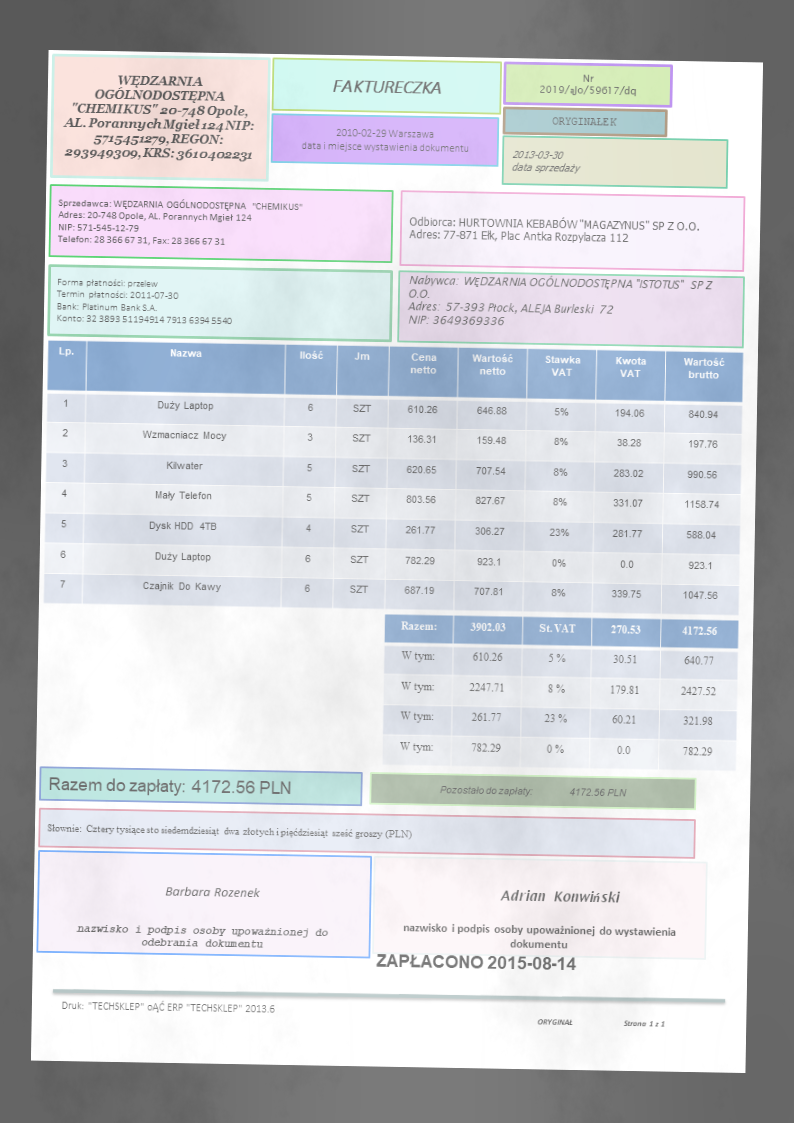 WĘDZARNIA
OGÓLNODOSTĘPNA
"CHEMIKUS" 20-748 Opole,
AL. Porannych Mgieł 124 NIP:
5715451279, REGON:
293949309, KRS: 3610402231
FAKTURECZKA
2010-02-29 Warszawa
data i miejsce wystawienia dokumentu
Nr
2019/ąJo/59617/dq
ORYGINAŁEK
2013-03-30
data sprzedaży
Sprzedawca: WĘDZARNIA OGÓLNODOSTĘPNA "CHEMIKUS"
Adres: 20-748 Opole, AL. Porannych Mgieł 124
NIP: 571-545-12-79
Telefon: 28 366 67 31, Fax: 28 366 67 31
Odbiorca: HURTOWNIA KEBABÓW "MAGAZYNUS" SP Z O.O.
Adres: 77-871 Ełk, Plac Antka Rozpylacza 112
Forma płatności: przelew
Termin płatności: 2011-07-30
Bank: Platinum Bank S.A.
Konto: 32 3893 51194914 7913 6394 5540
Nabywca: WĘDZARNIA OGÓLNODOSTĘPNA "ISTOTUS" SP Z
O.O.
Adres: 57-393 Płock, ALEJA Burleski 72
NIP: 3649369336
Lp. Nazwa Ilość Jm Cena netto Wartość netto Stawka VAT Kwota VAT Wartość brutto
1 Duży Laptop 6 SZT 610.26 646.88 5% 194.06 840.94
2 Wzmacniacz Mocy 3 SZT 136.31 159.48 8% 38.28 197.76
3 Kilwater 5 SZT 620.65 707.54 8% 283.02 990.56
4 Mały Telefon 5 SZT 803.56 827.67 8% 331.07 1158.74
5 Dysk HDD 4TB 4 SZT 261.77 306.27 23% 281.77 588.04
6 Duży Laptop 6 SZT 782.29 923.1 0% 0.0 923.1
7 Czajnik Do Kawy 6 SZT 687.19 707.81 8% 339.75 1047.56
Razem: 3902.03 St.VAT 270.53 4172.56
W tym: 610.26 5 % 30.51 640.77
W tym: 2247.71 8 % 179.81 2427.52
W tym: 261.77 23 % 60.21 321.98
W tym: 782.29 0 % 0.0 782.29
Razem do zapłaty: 4172.56 PLN
Pozostało do zapłaty: 4172.56 PLN
Słownie: Cztery tysiące sto siedemdziesiąt dwa złotych i pięćdziesiąt sześć groszy (PLN)
Barbara Rozenek
nazwisko i podpis osoby upoważnionej do
odebrania dokumentu
Adrian Konwiński
nazwisko i podpis osoby upoważnionej do wystawienia
dokumentu
ZAPŁACONO 2015-08-14
Druk: "TECHSKLEP" oĄĆ ERP "TECHSKLEP" 2013.6
ORYGINAŁ
Strona 1 z 1